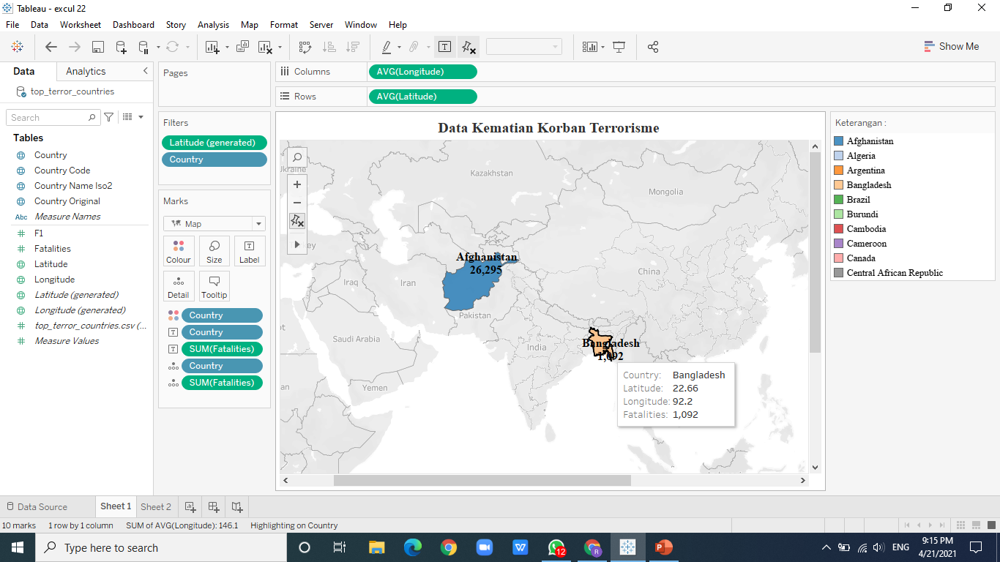 Tableau - excul 22
File Data Worksheet Dashboard Story Analysis Map Format Server Window Help
Show Me
Data Analytics
top_terror_countries
Search
Tables
Country
Country Code
Country Name Iso2
Country Original
Abc Measure Names
F1
Fatalities
Latitude
Longitude
Latitude (generated)
Longitude (generated)
top_terror_countries.csv (...
Measure Values
Pages
Filters
Latitude (generated)
Country
Marks
Map
Colour Size Label
Detail Tooltip
Country
Country
SUM(Fatalities)
Country
SUM(Fatalities)
Columns AVG(Longitude)
Rows AVG(Latitude)
Data Kematian Korban Terrorisme
Ukraine
Kazakhstan
Mongolia
ey
Afghanistan
26,295
China
Iraq
Iran
Pakistan
pt
Saudi Arabia
India
Bangladesh
1,092
an
Yemen
Country: Bangladesh
Latitude: 22.66
Longitude: 92.2
Fatalities: 1,092
Keterangan :
Afghanistan
Algeria
Argentina
Bangladesh
Brazil
Burundi
Cambodia
Cameroon
Canada
Central African Republic
Data Source Sheet 1 Sheet 2
10 marks 1 row by 1 column SUM of AVG(Longitude): 146.1 Highlighting on Country
Type here to search
12
R
ENG
9:15 PM
4/21/2021